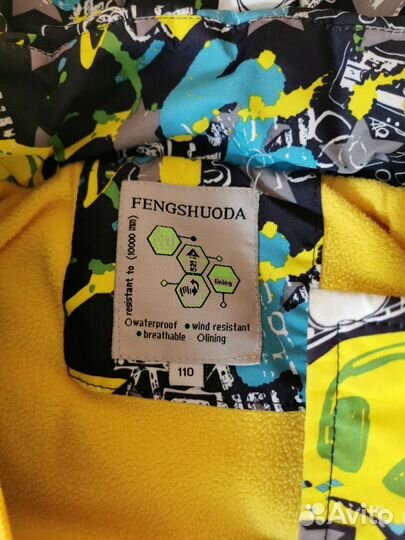 FENGSHUODA
resistant to (10000 mm)
lining
○waterproof ● wind resistant
● breathable ○lining
110
Avito